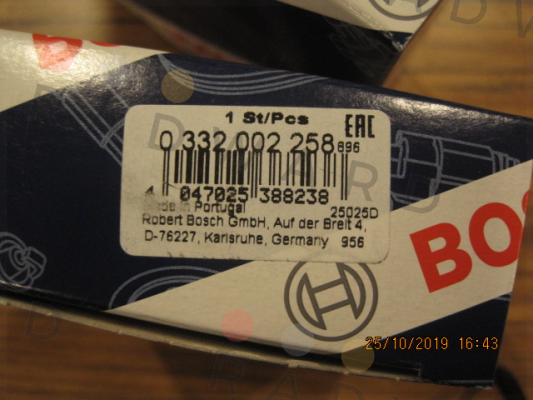 1 St/Pcs
EAC
0 332 002 258 896
4 047025 388238
Made in Portugal 25025D
Robert Bosch GmbH, Auf der Breit 4,
D-76227, Karlsruhe, Germany 956
BOS
25/10/2019 16:43